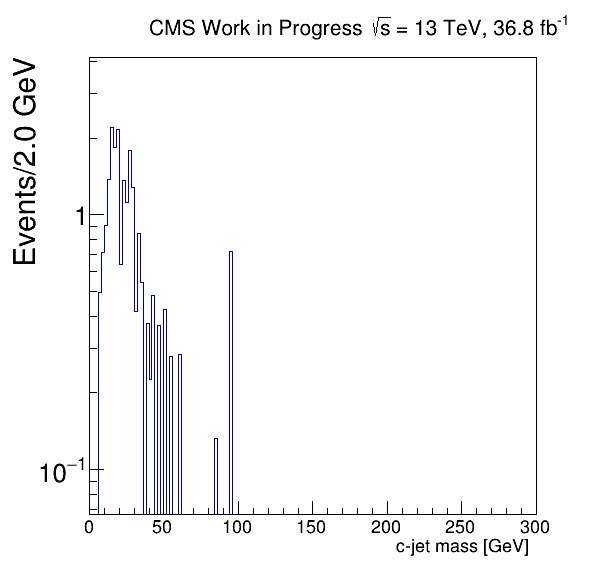 CMS Work in Progress √s = 13 TeV, 36.8 fb⁻¹
Events/2.0 GeV
1
10⁻¹
0 50 100 150 200 250 300
c-jet mass [GeV]